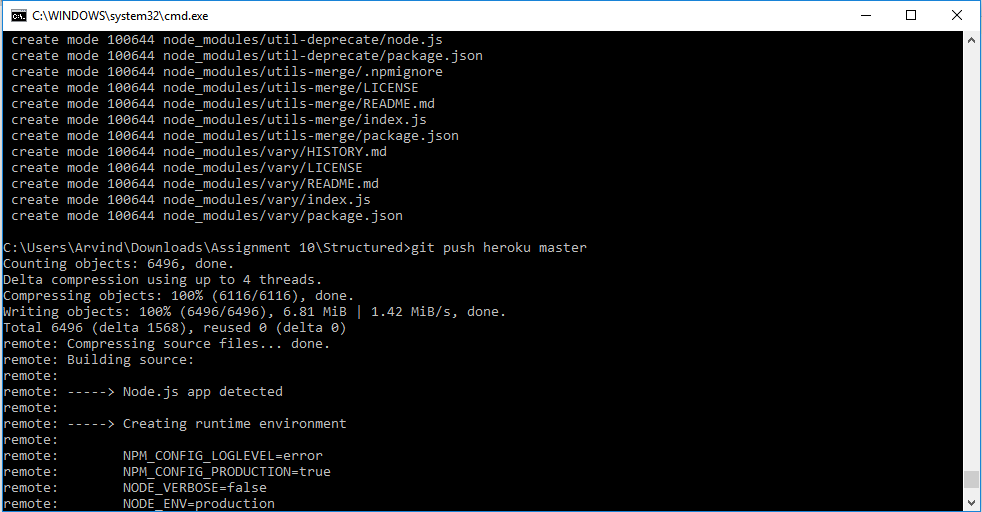 C:\WINDOWS\system32\cmd.exe
create mode 100644 node_modules/util-deprecate/node.js
create mode 100644 node_modules/util-deprecate/package.json
create mode 100644 node_modules/utils-merge/.npmignore
create mode 100644 node_modules/utils-merge/LICENSE
create mode 100644 node_modules/utils-merge/README.md
create mode 100644 node_modules/utils-merge/index.js
create mode 100644 node_modules/utils-merge/package.json
create mode 100644 node_modules/vary/HISTORY.md
create mode 100644 node_modules/vary/LICENSE
create mode 100644 node_modules/vary/README.md
create mode 100644 node_modules/vary/index.js
create mode 100644 node_modules/vary/package.json
C:\Users\Arvind\Downloads\Assignment 10\Structured>git push heroku master
Counting objects: 6496, done.
Delta compression using up to 4 threads.
Compressing objects: 100% (6116/6116), done.
Writing objects: 100% (6496/6496), 6.81 MiB | 1.42 MiB/s, done.
Total 6496 (delta 1568), reused 0 (delta 0)
remote: Compressing source files... done.
remote: Building source:
remote:
remote: -----> Node.js app detected
remote:
remote: -----> Creating runtime environment
remote:
remote:        NPM_CONFIG_LOGLEVEL=error
remote:        NPM_CONFIG_PRODUCTION=true
remote:        NODE_VERBOSE=false
remote:        NODE_ENV=production